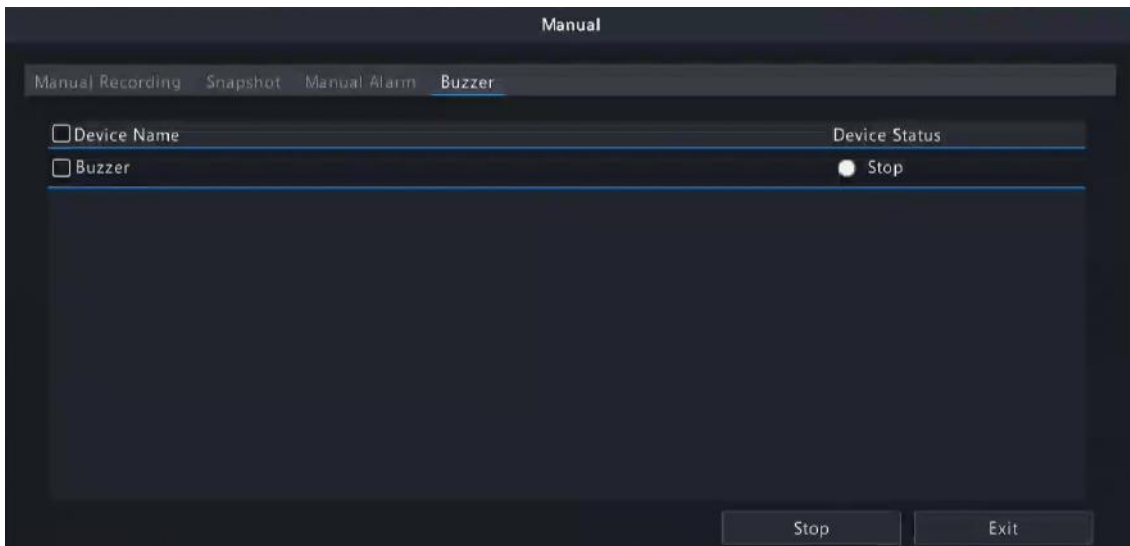 Manual
Manual Recording Snapshot Manual Alarm Buzzer
Device Name Device Status
Buzzer Stop
Stop Exit